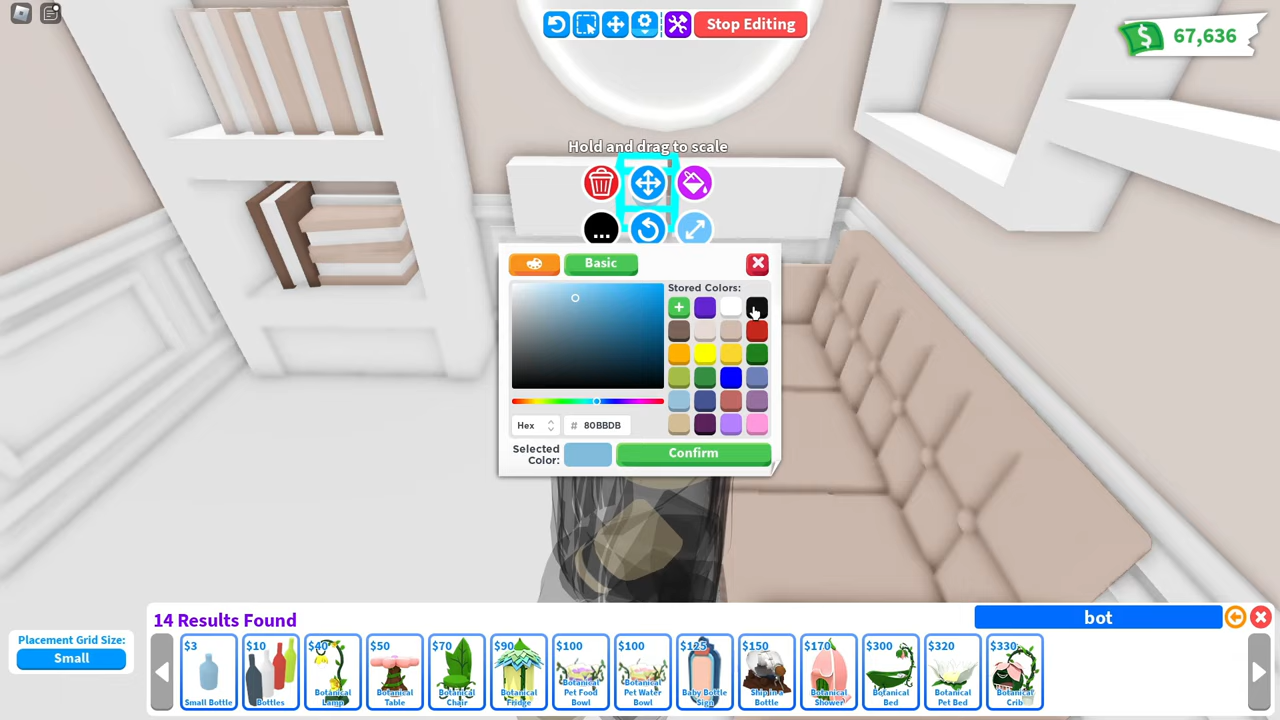 Stop Editing
67,636
Hold and drag to scale
...
Basic
Stored Colors:
Hex
# 80BBDB
Selected
Color:
Confirm
14 Results Found
bot
Placement Grid Size:
Small
$3
Small Bottle
$10
Bottles
$40
Botanical
Lamp
$50
Botanical
Table
$70
Botanical
Chair
$90
Botanical
Fridge
$100
Botanical
Pet Food
Bowl
$100
Botanical
Pet Water
Bowl
$125
Baby Bottle
Sign
$150
Ship in a
Bottle
$170
Botanical
Shower
$300
Botanical
Bed
$320
Botanical
Pet Bed
$330
Botanical
Crib